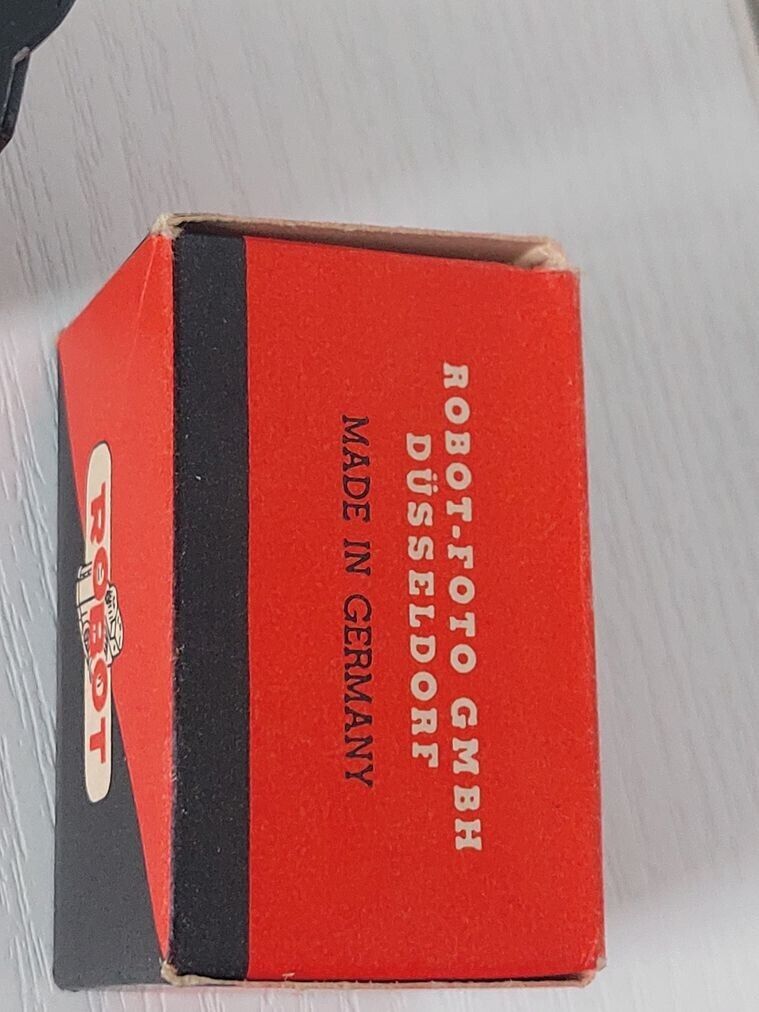 ROBOT-FOTO GMBH
DÜSSELDORF
MADE IN GERMANY
ROBOT